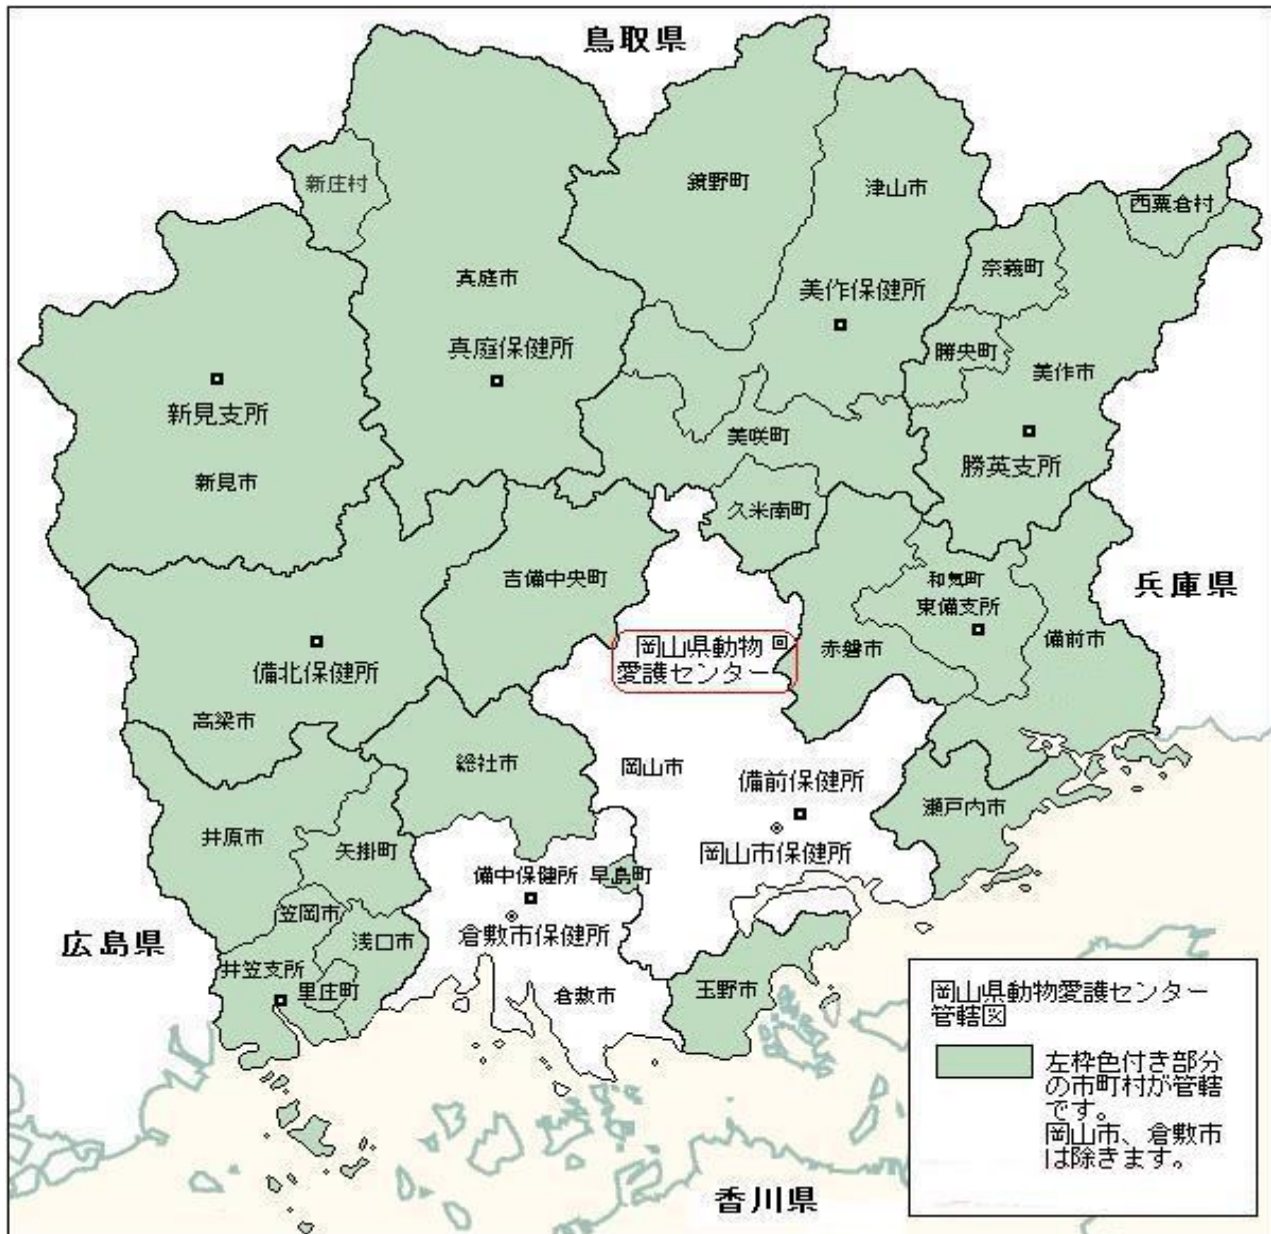 鳥取県
新庄村
鏡野町
津山市
西粟倉村
奈義町
真庭市
美作保健所
真庭保健所
勝央町
美作市
新見支所
美咲町
勝英支所
新見市
久米南町
吉備中央町
和気町
東備支所
兵庫県
備前市
岡山県動物
愛護センター
赤磐市
備北保健所
高梁市
総社市
岡山市
備前保健所
瀬戸内市
井原市
矢掛町
岡山市保健所
備中保健所
早島町
笠岡市
浅口市
倉敷市保健所
広島県
井笠支所
里庄町
倉敷市
玉野市
岡山県動物愛護センター
管轄図
左枠色付き部分
の市町村が管轄
です。
岡山市、倉敷市
は除きます。
香川県